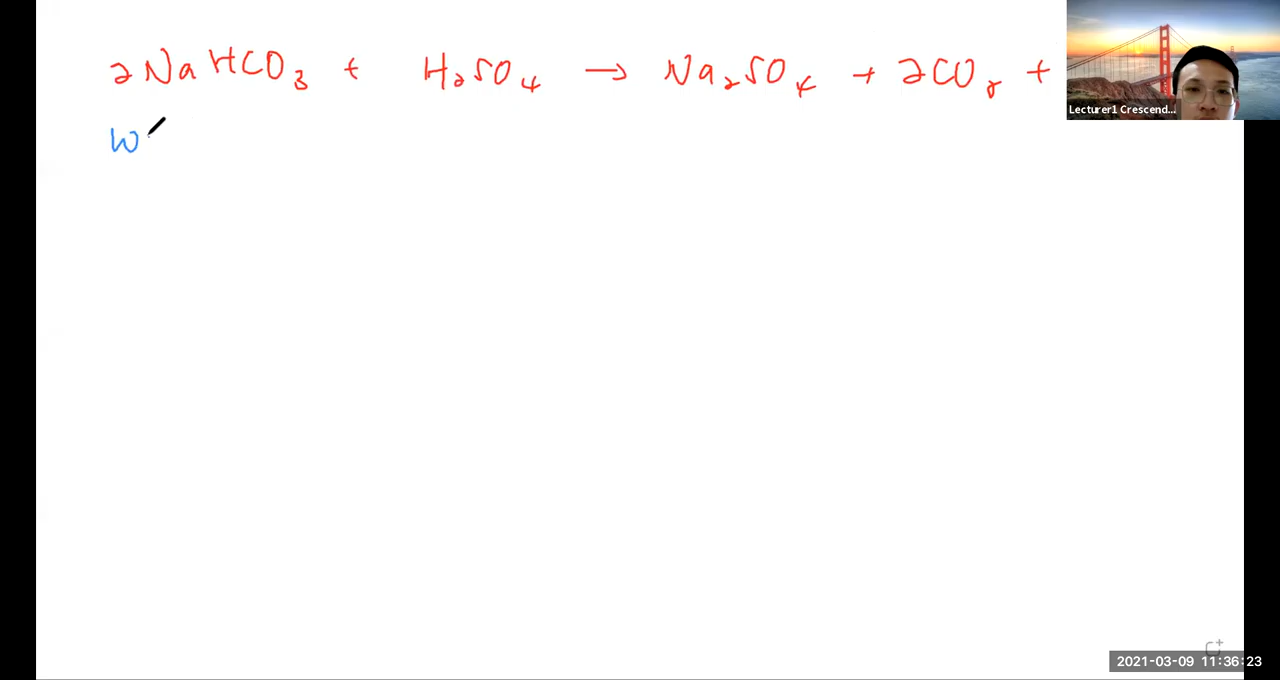 2NaHCO₃ + H₂SO₄ → Na₂SO₄ + 2CO₂ +
W
Lecturer1 Crescend...
2021-03-09 11:36:23